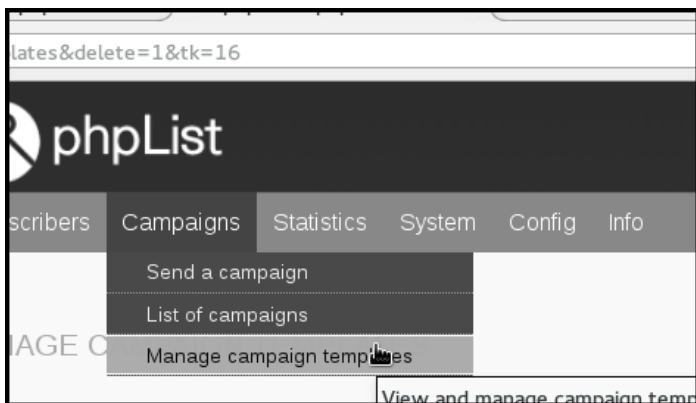 lates&delete=1&tk=16
phpList
scribers Campaigns Statistics System Config Info
Send a campaign
List of campaigns
IAGE C
Manage campaign templates
View and manage campaign temp